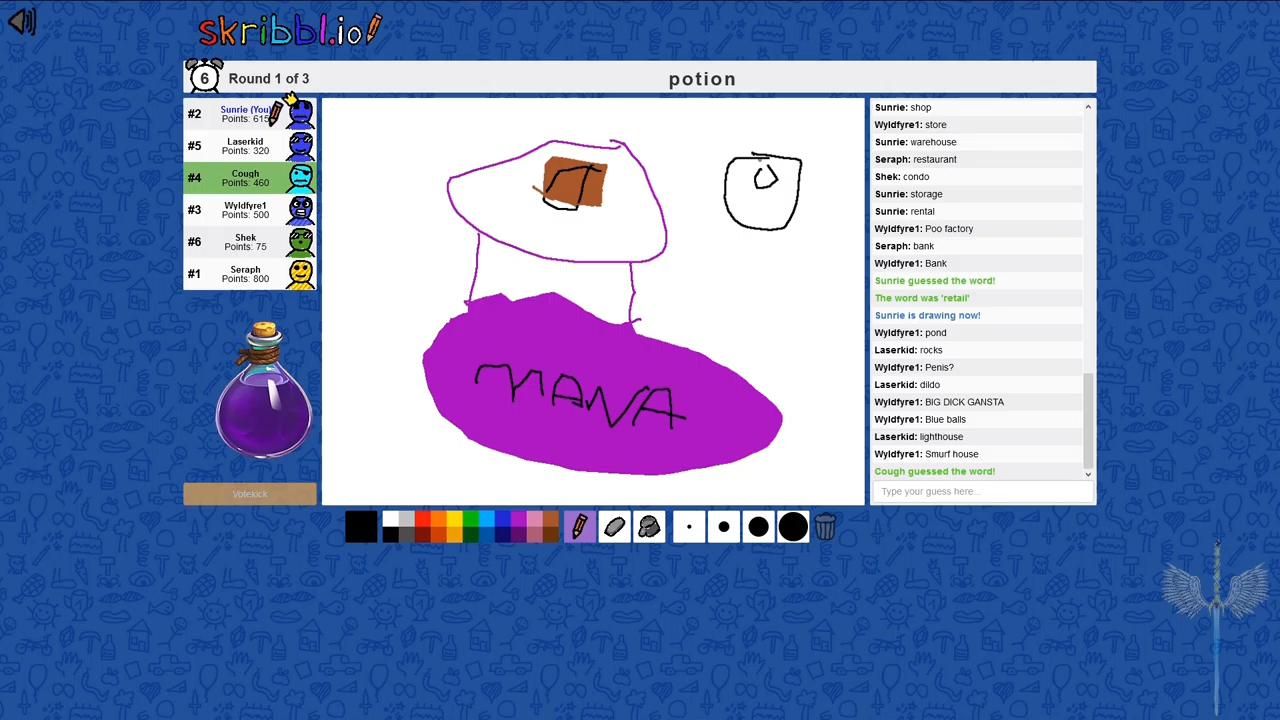 skribbl.io
6
Round 1 of 3
potion
#2
Sunrie (You)
Points: 615
#5
Laserkid
Points: 320
#4
Cough
Points: 460
#3
Wyldfyre1
Points: 500
#6
Shek
Points: 75
#1
Seraph
Points: 800
Votekick
MANA
Sunrie: shop
Wyldfyre1: store
Sunrie: warehouse
Seraph: restaurant
Shek: condo
Sunrie: storage
Sunrie: rental
Wyldfyre1: Poo factory
Seraph: bank
Wyldfyre1: Bank
Sunrie guessed the word!
The word was 'retail'
Sunrie is drawing now!
Wyldfyre1: pond
Laserkid: rocks
Wyldfyre1: Penis?
Laserkid: dildo
Wyldfyre1: BIG DICK GANSTA
Wyldfyre1: Blue balls
Laserkid: lighthouse
Wyldfyre1: Smurf house
Cough guessed the word!
Type your guess here...